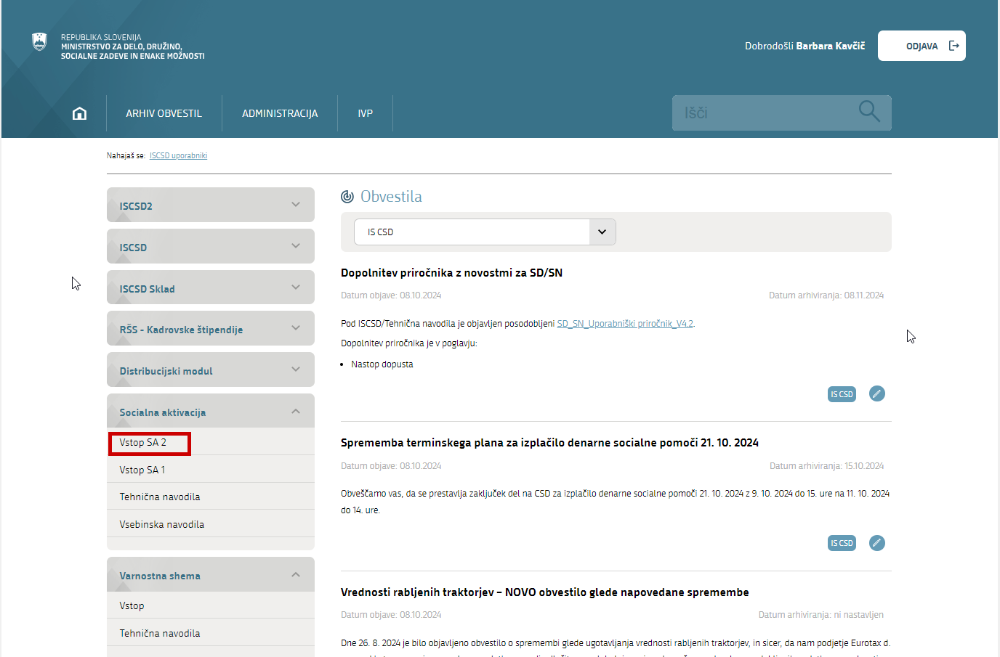 REPUBLIKA SLOVENIJA
MINISTRSTVO ZA DELO, DRUŽINO,
SOCIALNE ZADEVE IN ENAKE MOŽNOSTI
Dobrodošli Barbara Kavčič
ODJAVA
ARHIV OBVESTIL
ADMINISTRACIJA
IVP
Išči
Nahajaš se: ISCSD uporabniki
ISCSD2
ISCSD
ISCSD Sklad
RŠS - Kadrovske štipendije
Distribucijski modul
Socialna aktivacija
Vstop SA 2
Vstop SA 1
Tehnična navodila
Vsebinska navodila
Varnostna shema
Vstop
Tehnična navodila
Obvestila
IS CSD
Dopolnitev priročnika z novostmi za SD/SN
Datum objave: 08.10.2024
Datum arhiviranja: 08.11.2024
Pod ISCSD/Tehnična navodila je objavljen posodobljeni SD_SN_Uporabniški priročnik_V4.2.
Dopolnitev priročnika je v poglavju:
• Nastop dopusta
IS CSD
Sprememba terminskega plana za izplačilo denarne socialne pomoči 21. 10. 2024
Datum objave: 08.10.2024
Datum arhiviranja: 15.10.2024
Obveščamo vas, da se prestavlja zaključek del na CSD za izplačilo denarne socialne pomoči 21. 10. 2024 z 9. 10. 2024 do 15. ure na 11. 10. 2024
do 14. ure.
IS CSD
Vrednosti rabljenih traktorjev – NOVO obvestilo glede napovedane spremembe
Datum objave: 08.10.2024
Datum arhiviranja: ni nastavljen
Dne 26. 8. 2024 je bilo objavljeno obvestilo o spremembi glede ugotavljanja vrednosti rabljenih traktorjev, in sicer, da nam podjetje Eurotax d.